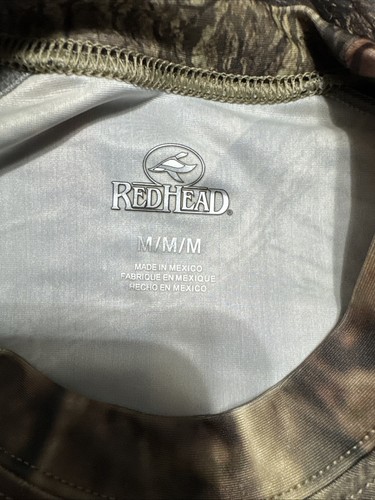 REDHEAD®
M/M/M
MADE IN MEXICO
FABRIQUE EN MEXIQUE
HECHO EN MEXICO